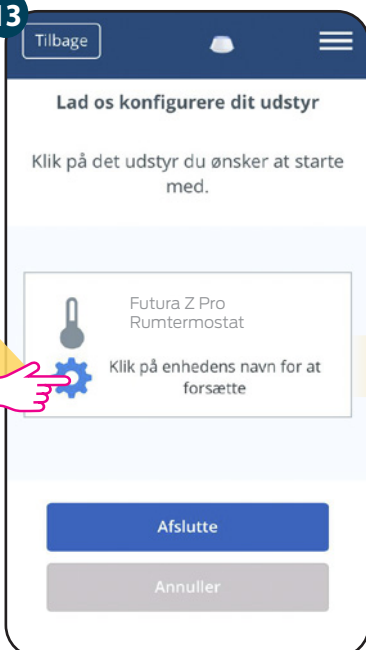 13
Tilbage
Lad os konfigurere dit udstyr
Klik på det udstyr du ønsker at starte
med.
Futura Z Pro
Rumtermostat
Klik på enhedens navn for at
forsætte
Afslutte
Annuller